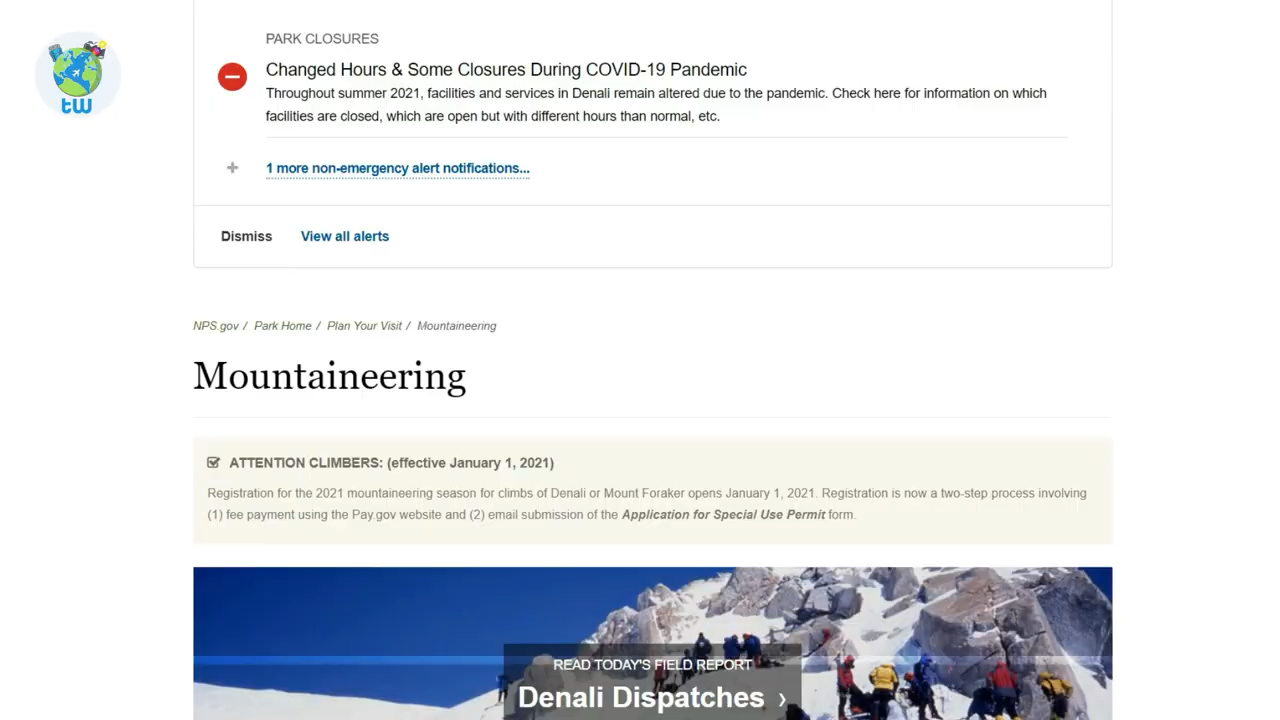 tw
PARK CLOSURES
Changed Hours & Some Closures During COVID-19 Pandemic
Throughout summer 2021, facilities and services in Denali remain altered due to the pandemic. Check here for information on which
facilities are closed, which are open but with different hours than normal, etc.
1 more non-emergency alert notifications...
Dismiss View all alerts
NPS.gov / Park Home / Plan Your Visit / Mountaineering
Mountaineering
ATTENTION CLIMBERS: (effective January 1, 2021)
Registration for the 2021 mountaineering season for climbs of Denali or Mount Foraker opens January 1, 2021. Registration is now a two-step process involving
(1) fee payment using the Pay.gov website and (2) email submission of the Application for Special Use Permit form.
READ TODAY'S FIELD REPORT
Denali Dispatches ›